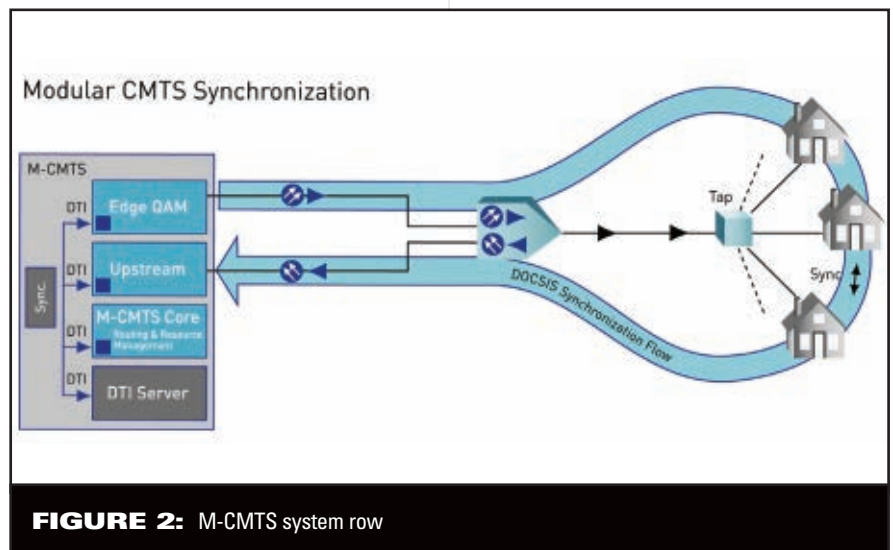 Modular CMTS Synchronization
M-CMTS
DTI
Edge QAM
DTI
Upstream
Sync.
DTI
M-CMTS Core
Routing & Resource
Management
DTI
DTI Server
Tap
Sync
DOCSIS Synchronization Flow
FIGURE 2: M-CMTS system row